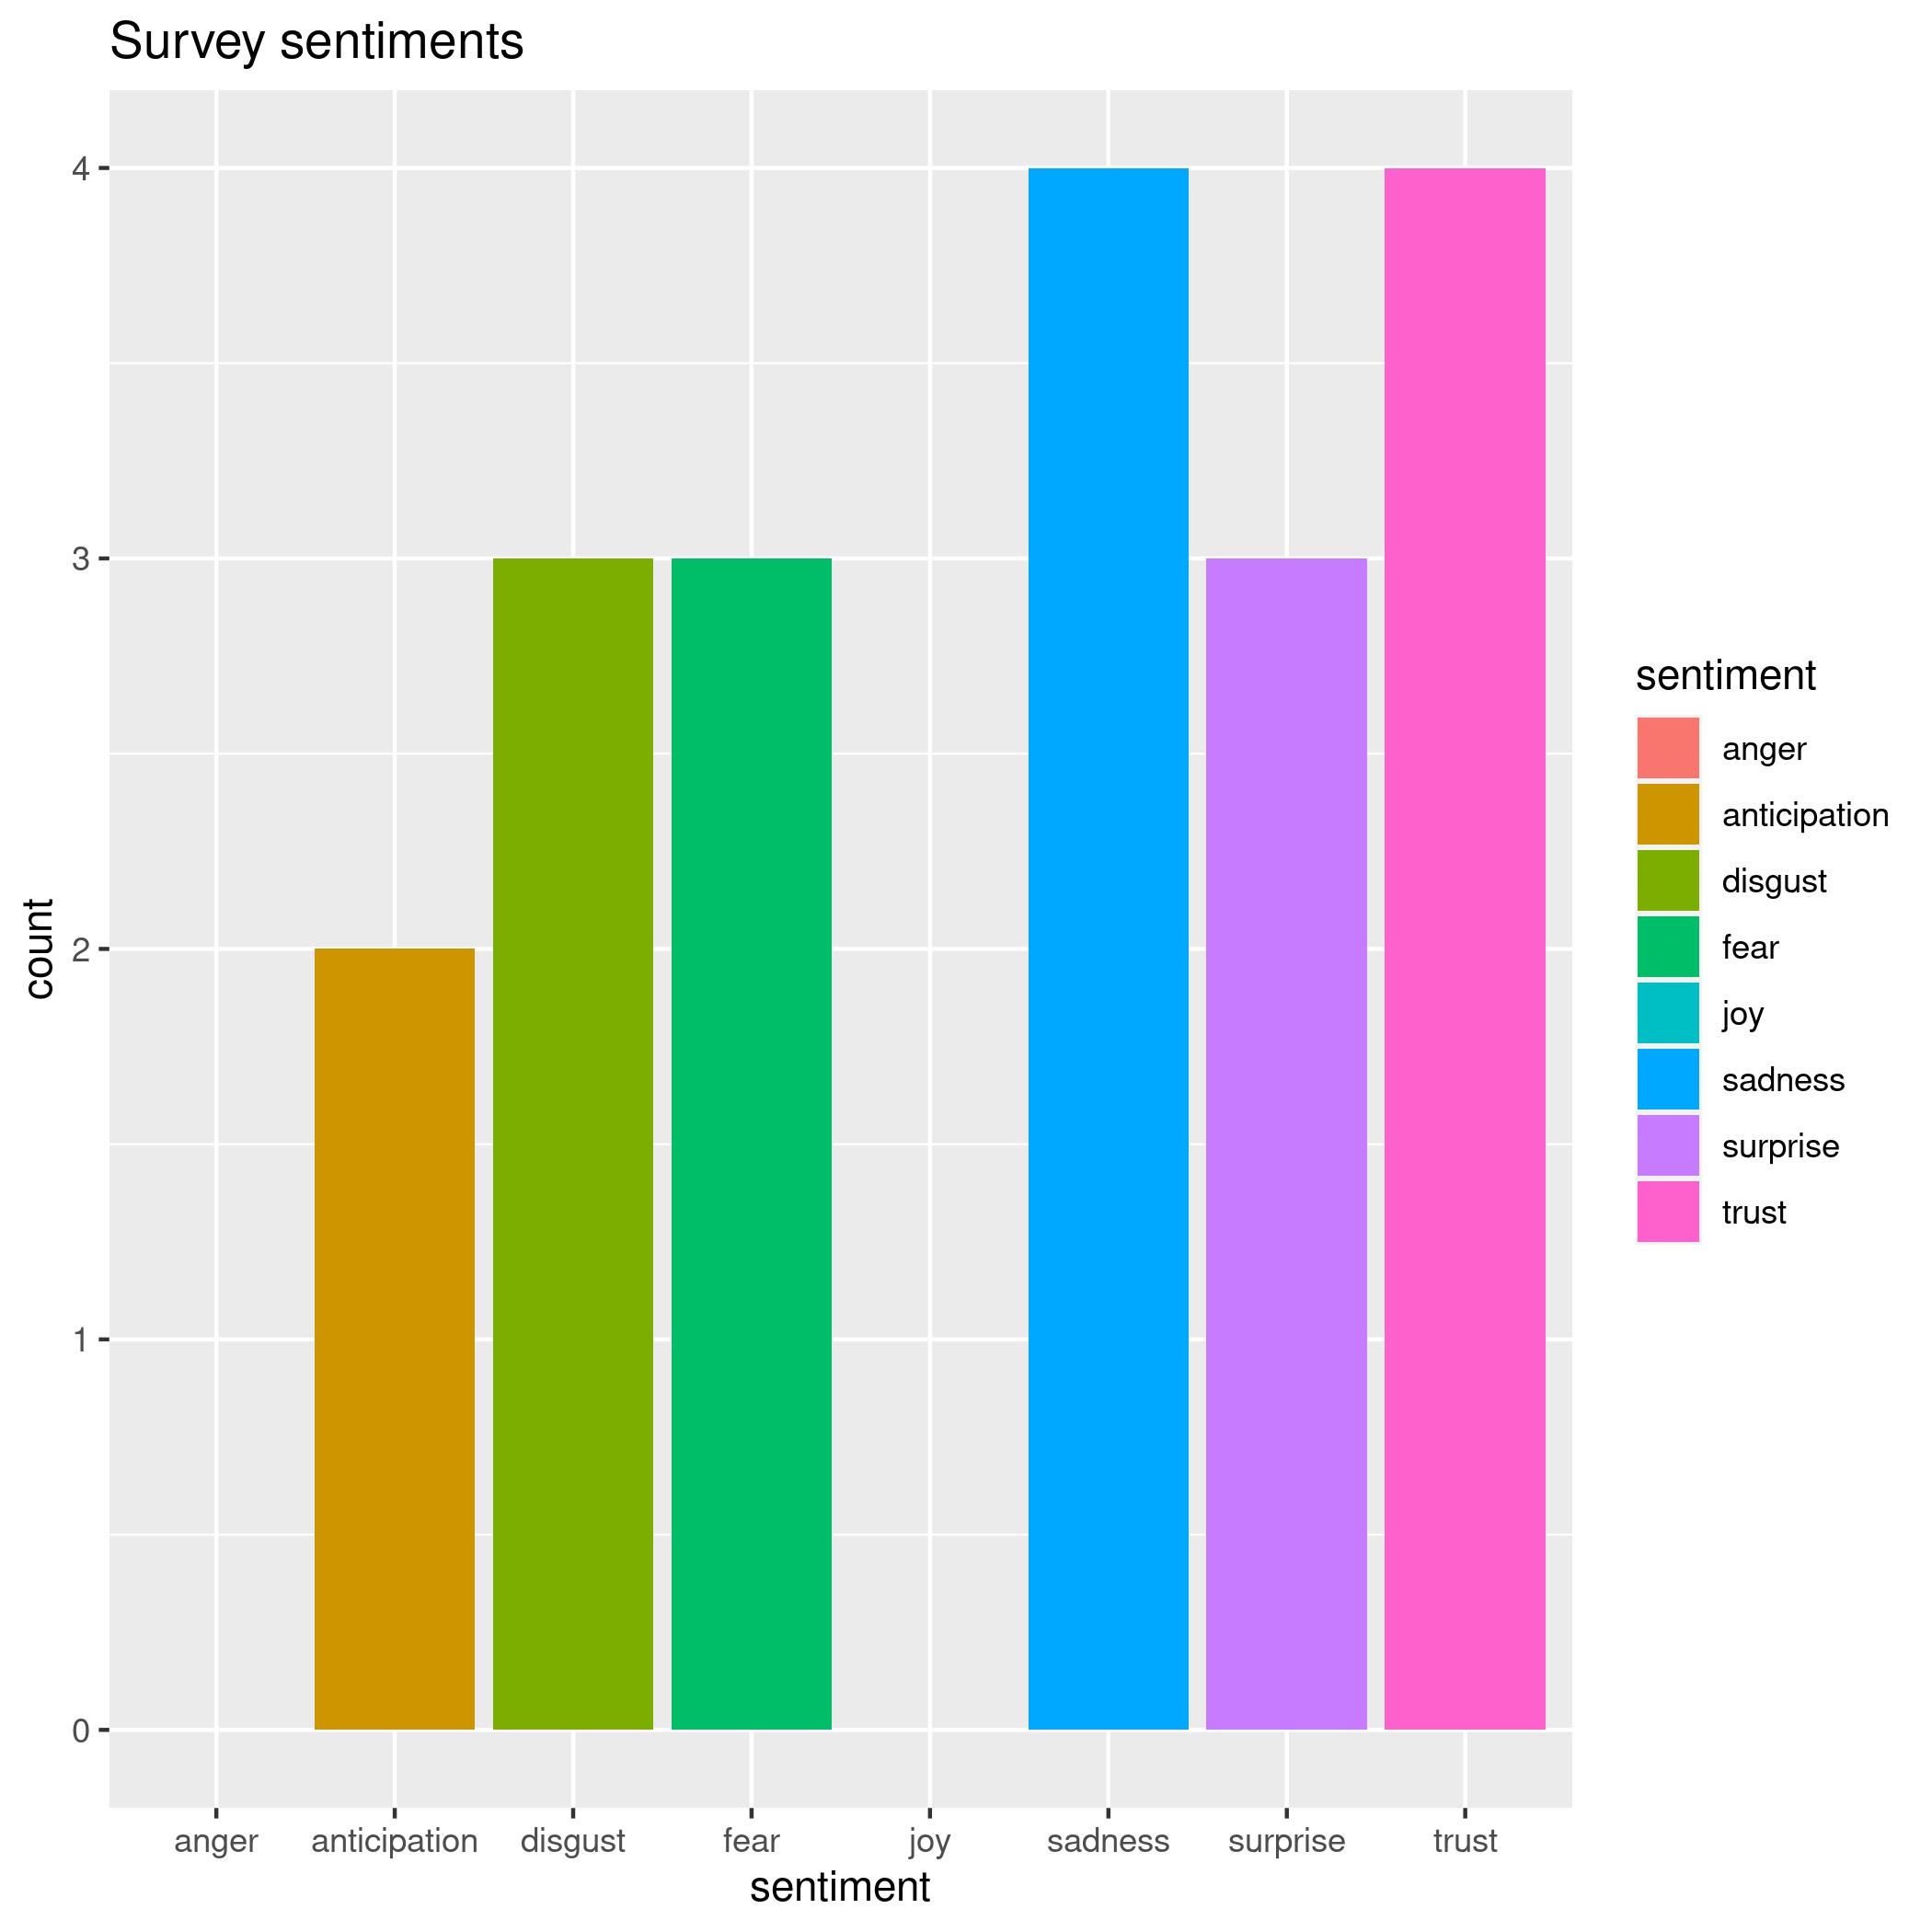 Survey sentiments
4
3
2
1
0
count
anger anticipation disgust fear joy sadness surprise trust
sentiment
sentiment
anger
anticipation
disgust
fear
joy
sadness
surprise
trust